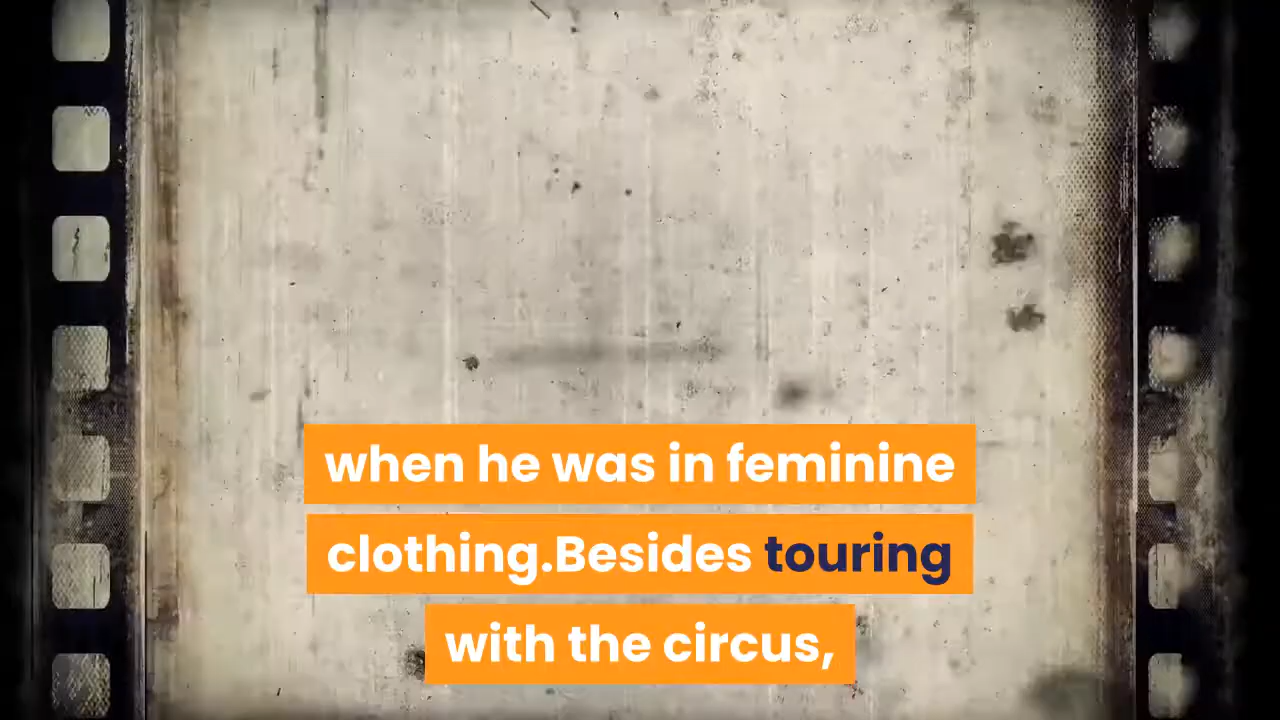 when he was in feminine
clothing.Besides touring
with the circus,